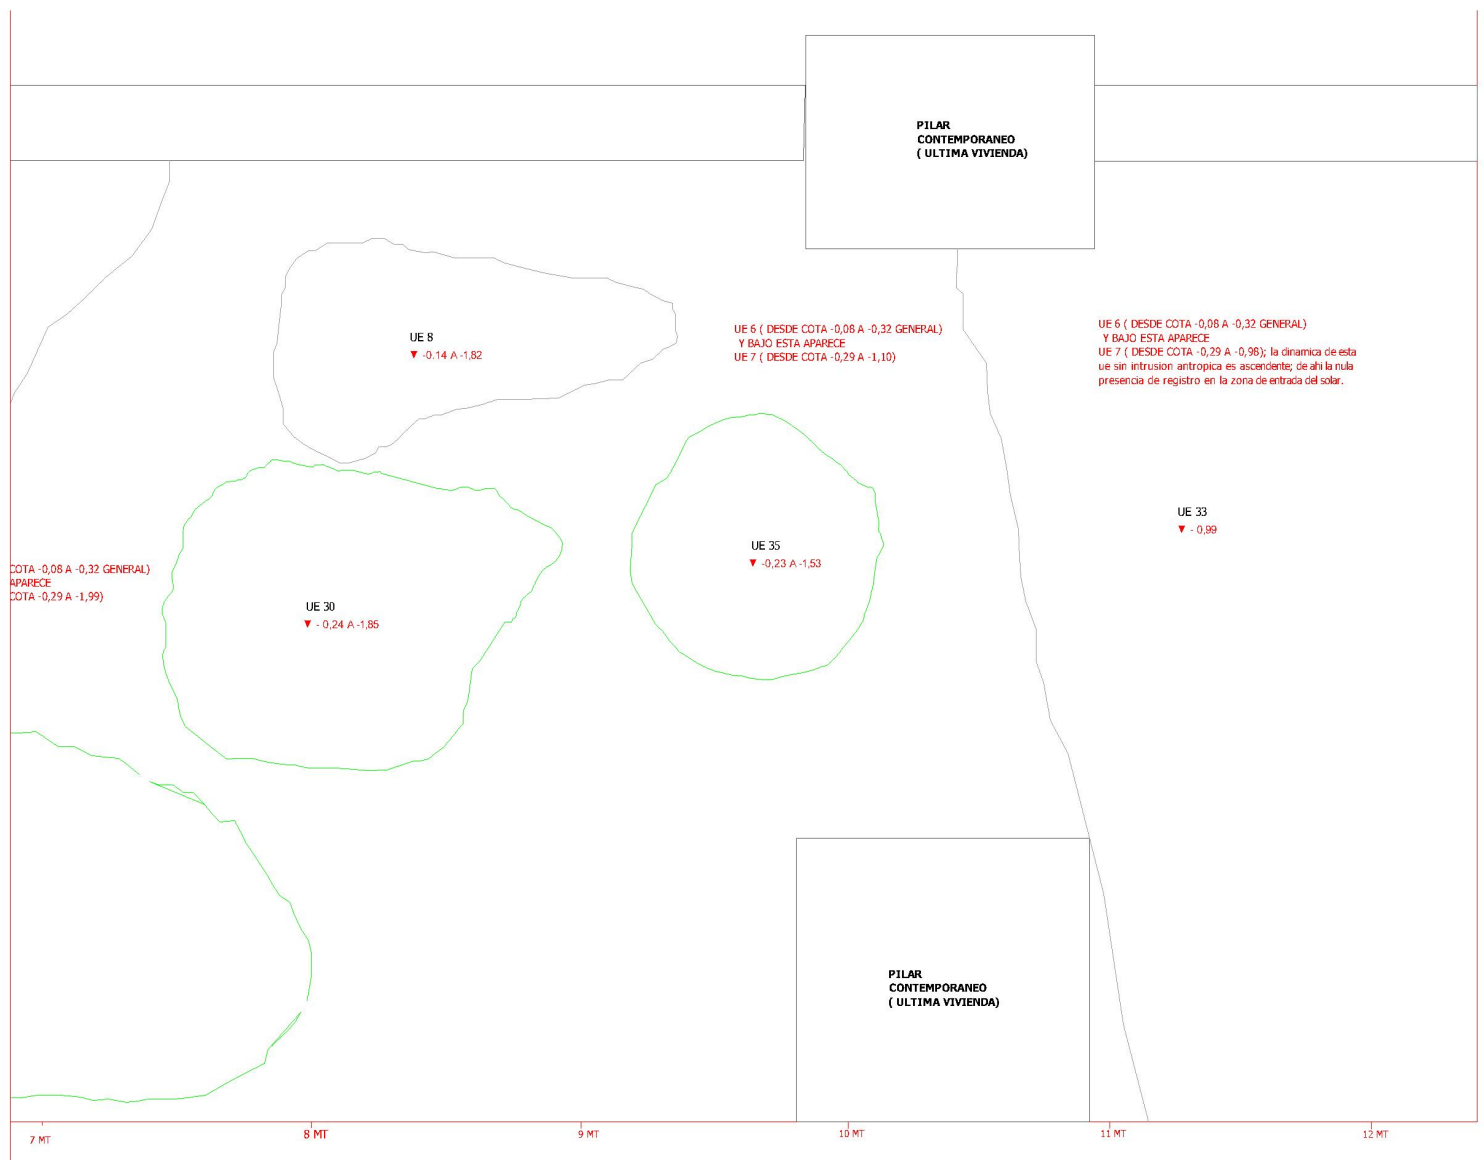 PILAR
CONTEMPORANEO
( ULTIMA VIVIENDA)
UE 8
▼ -0.14 A -1,82
UE 6 ( DESDE COTA -0,08 A -0,32 GENERAL)
Y BAJO ESTA APARECE
UE 7 ( DESDE COTA -0,29 A -1,10)
UE 6 ( DESDE COTA -0,08 A -0,32 GENERAL)
Y BAJO ESTA APARECE
UE 7 ( DESDE COTA -0,29 A -0,98); la dinamica de esta
ue sin intrusion antropica es ascendente; de ahi la nula
presencia de registro en la zona de entrada del solar.
UE 33
▼ - 0,99
UE 35
▼ -0,23 A -1,53
COTA -0,08 A -0,32 GENERAL)
APARECE
COTA -0,29 A -1,99)
UE 30
▼ - 0,24 A -1,85
PILAR
CONTEMPORANEO
( ULTIMA VIVIENDA)
7 MT
8 MT
9 MT
10 MT
11 MT
12 MT